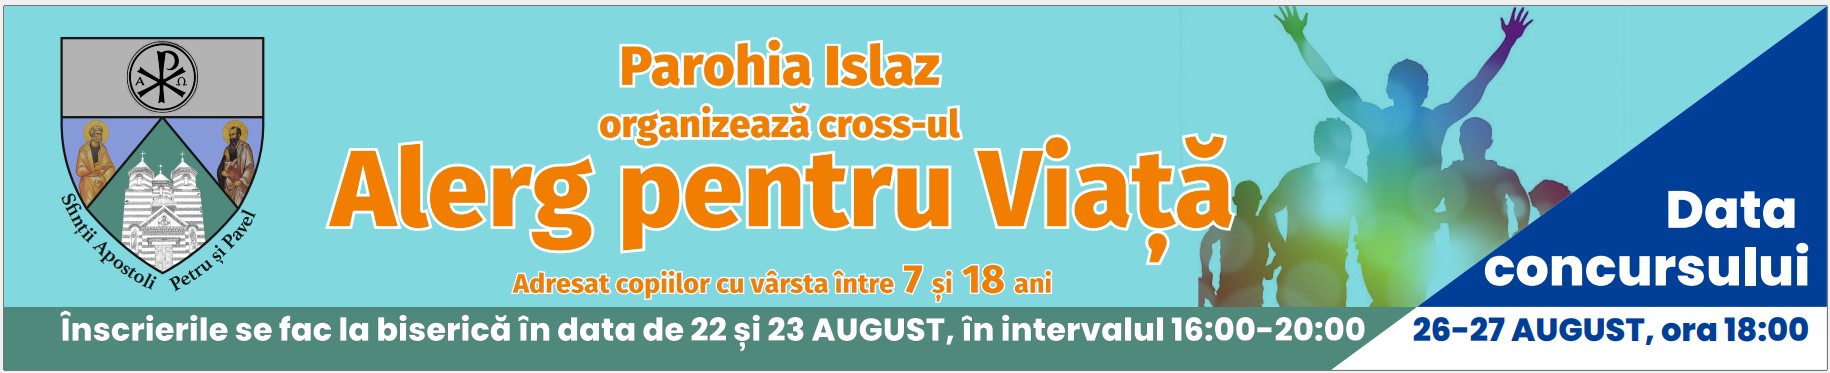 Α Ω
Sfinții Apostoli
Petru și Pavel
Parohia Islaz
organizează cross-ul
Alerg pentru Viață
Adresat copiilor cu vârsta între 7 și 18 ani
Data
concursului
Înscrierile se fac la biserică în data de 22 și 23 AUGUST, în intervalul 16:00-20:00
26-27 AUGUST, ora 18:00